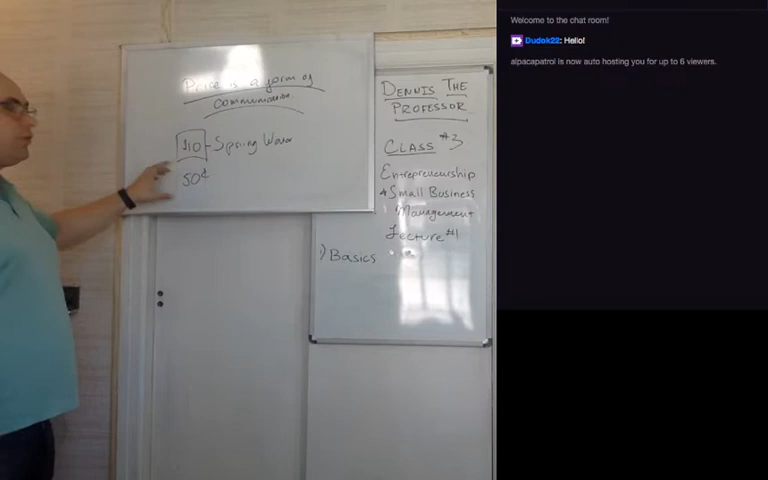 Price is a form of
communication
$10 - Spring Water
50¢
DENNIS THE
PROFESSOR
CLASS #3
Entrepreneurship
+ Small Business
Management
Lecture #1
1) Basics
Welcome to the chat room!
Dudok22: Hello!
alpacapatrol is now auto hosting you for up to 6 viewers.